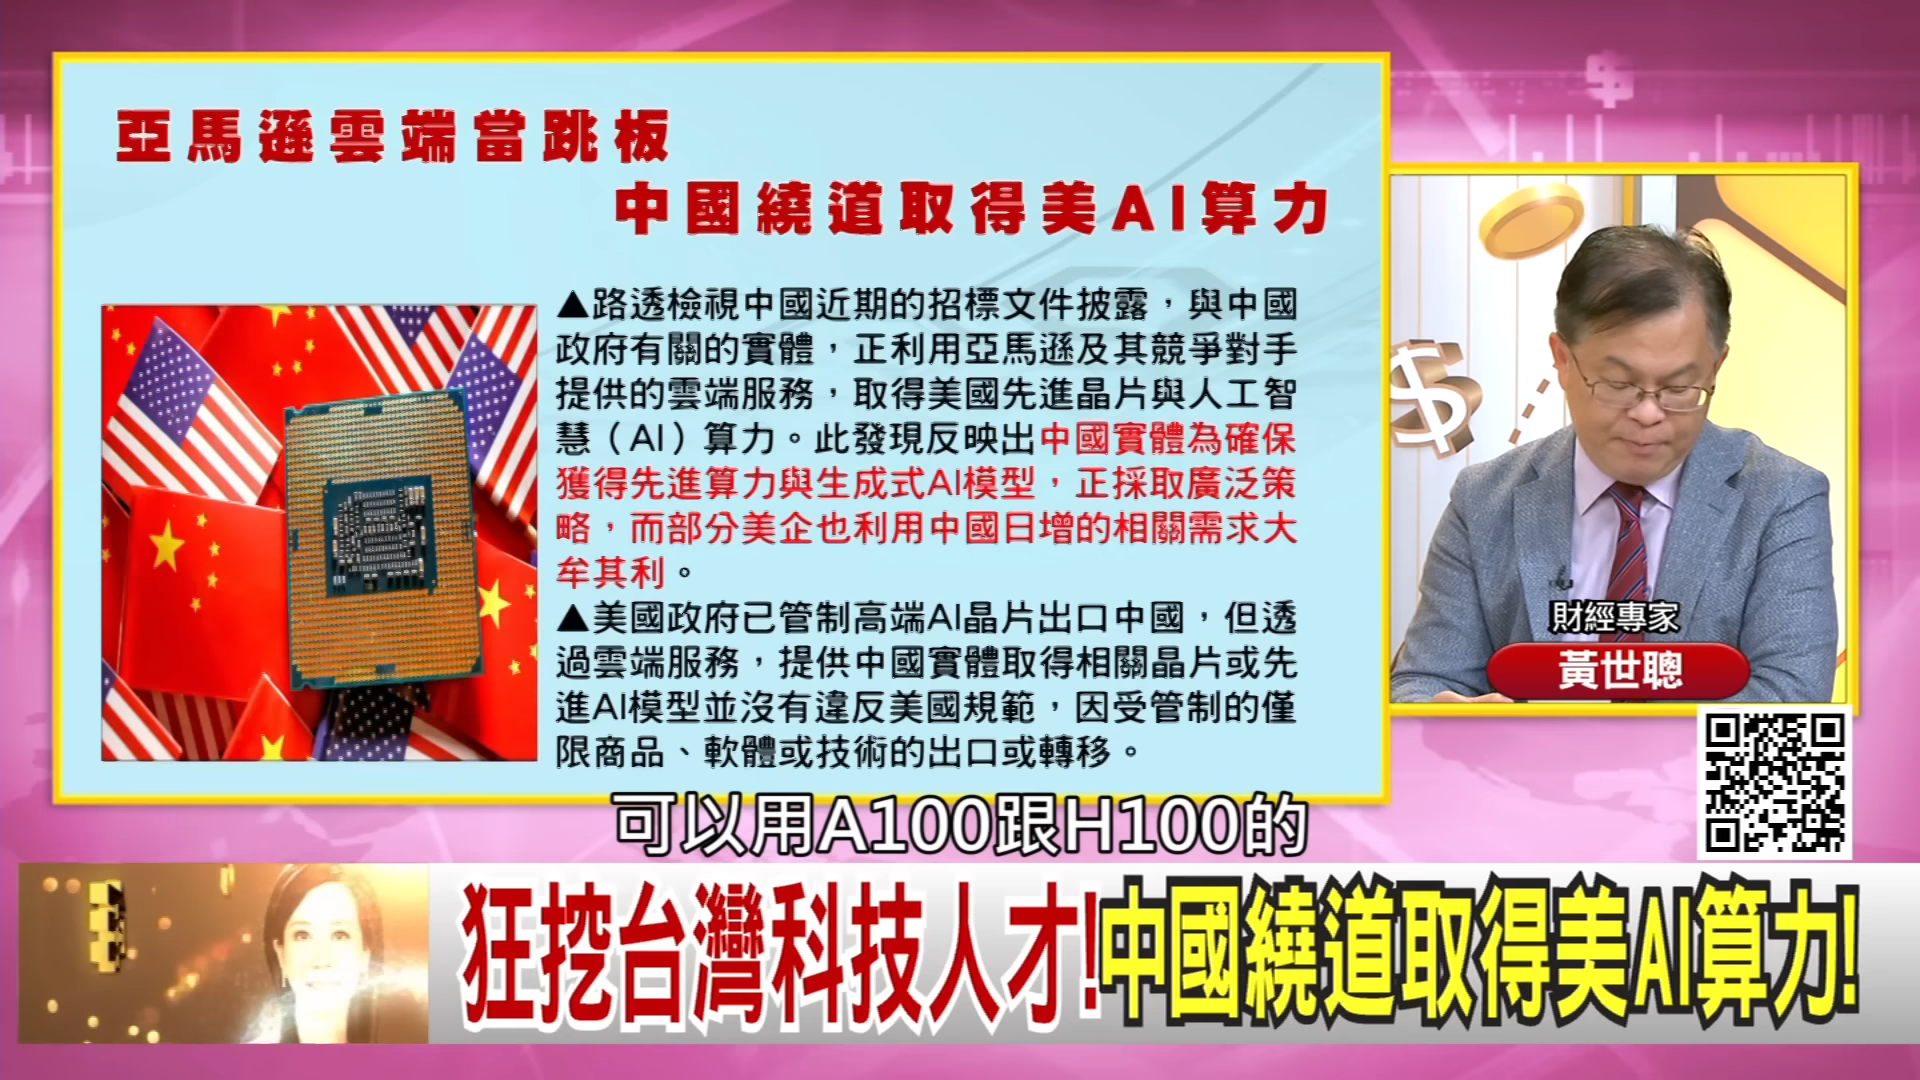 亞馬遜雲端當跳板
中國繞道取得美AI算力
▲路透檢視中國近期的招標文件披露，與中國
政府有關的實體，正利用亞馬遜及其競爭對手
提供的雲端服務，取得美國先進晶片與人工智
慧（AI）算力。此發現反映出中國實體為確保
獲得先進算力與生成式AI模型，正採取廣泛策
略，而部分美企也利用中國日增的相關需求大
牟其利。
▲美國政府已管制高端AI晶片出口中國，但透
過雲端服務，提供中國實體取得相關晶片或先
進AI模型並沒有違反美國規範，因受管制的僅
限商品、軟體或技術的出口或轉移。
財經專家
黃世聰
可以用A100跟H100的
狂挖台灣科技人才!中國繞道取得美AI算力!